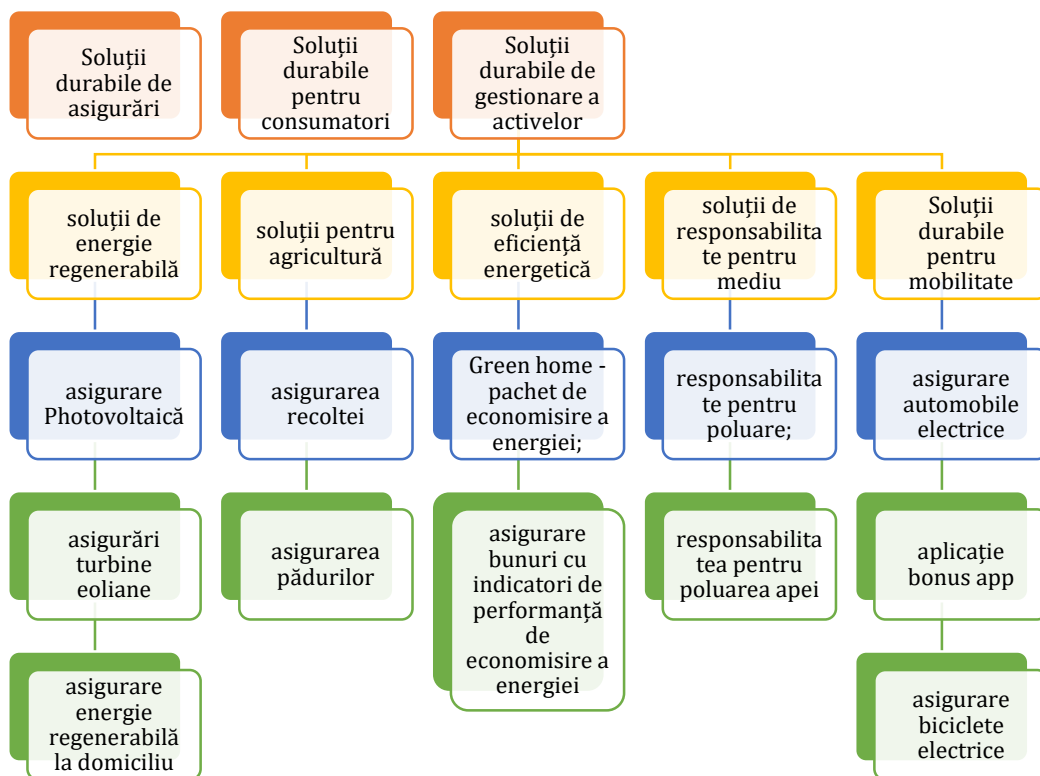 Soluții
durabile de
asigurări
Soluții
durabile
pentru
consumatori
Soluții
durabile de
gestionare a
activelor
soluții de
energie
regenerabilă
soluții pentru
agricultură
soluții de
eficiență
energetică
soluții de
responsabilita
te pentru
mediu
Soluții
durabile
pentru
mobilitate
asigurare
Photovoltaică
asigurarea
recoltei
Green home -
pachet de
economisire a
energiei;
responsabilita
te pentru
poluare;
asigurare
automobile
electrice
asigurări
turbine
eoliane
asigurarea
pădurilor
asigurare
bunuri cu
indicatori de
performanță
de
economisire a
energiei
responsabilita
tea pentru
poluarea apei
aplicație
bonus app
asigurare
energie
regenerabilă
la domiciliu
asigurare
biciclete
electrice